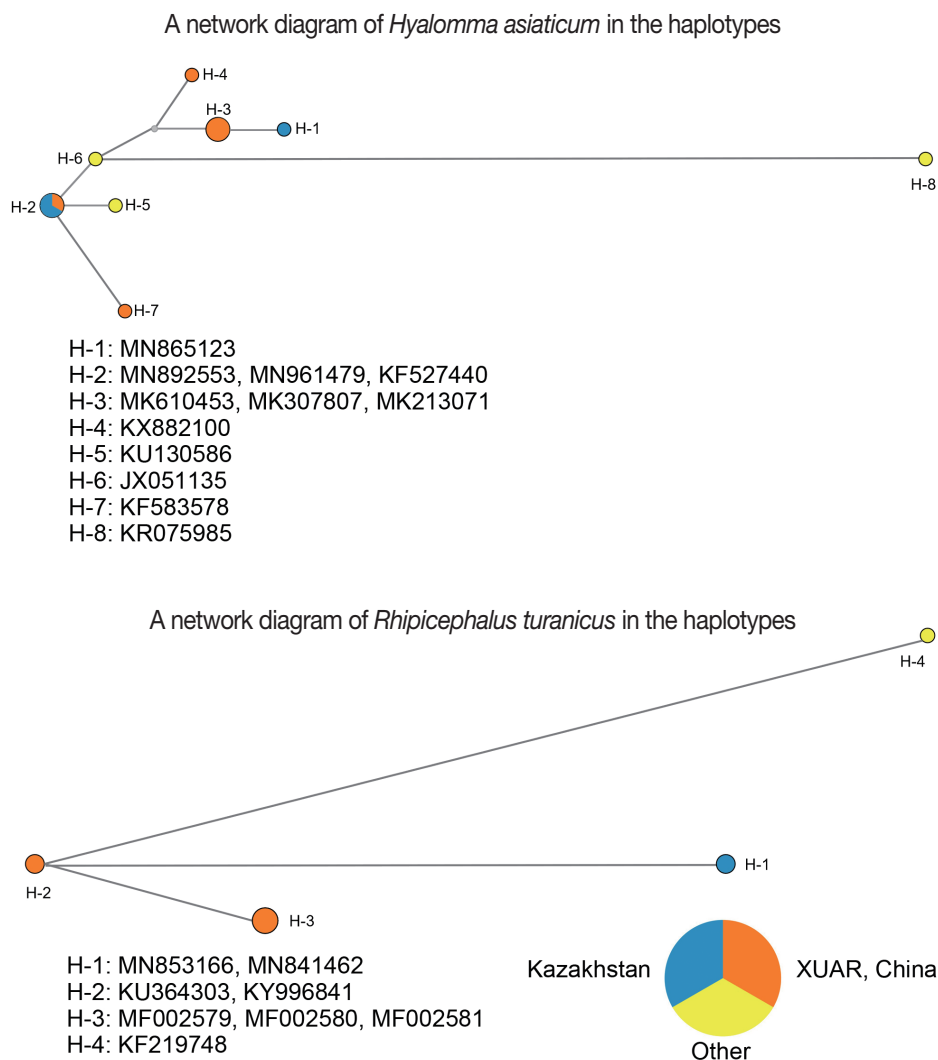 A network diagram of Hyalomma asiaticum in the haplotypes
H-4
H-3
H-1
H-6
H-8
H-2
H-5
H-7
H-1: MN865123
H-2: MN892553, MN961479, KF527440
H-3: MK610453, MK307807, MK213071
H-4: KX882100
H-5: KU130586
H-6: JX051135
H-7: KF583578
H-8: KR075985
A network diagram of Rhipicephalus turanicus in the haplotypes
H-4
H-1
H-2
H-3
H-1: MN853166, MN841462
H-2: KU364303, KY996841
H-3: MF002579, MF002580, MF002581
H-4: KF219748
Kazakhstan
XUAR, China
Other